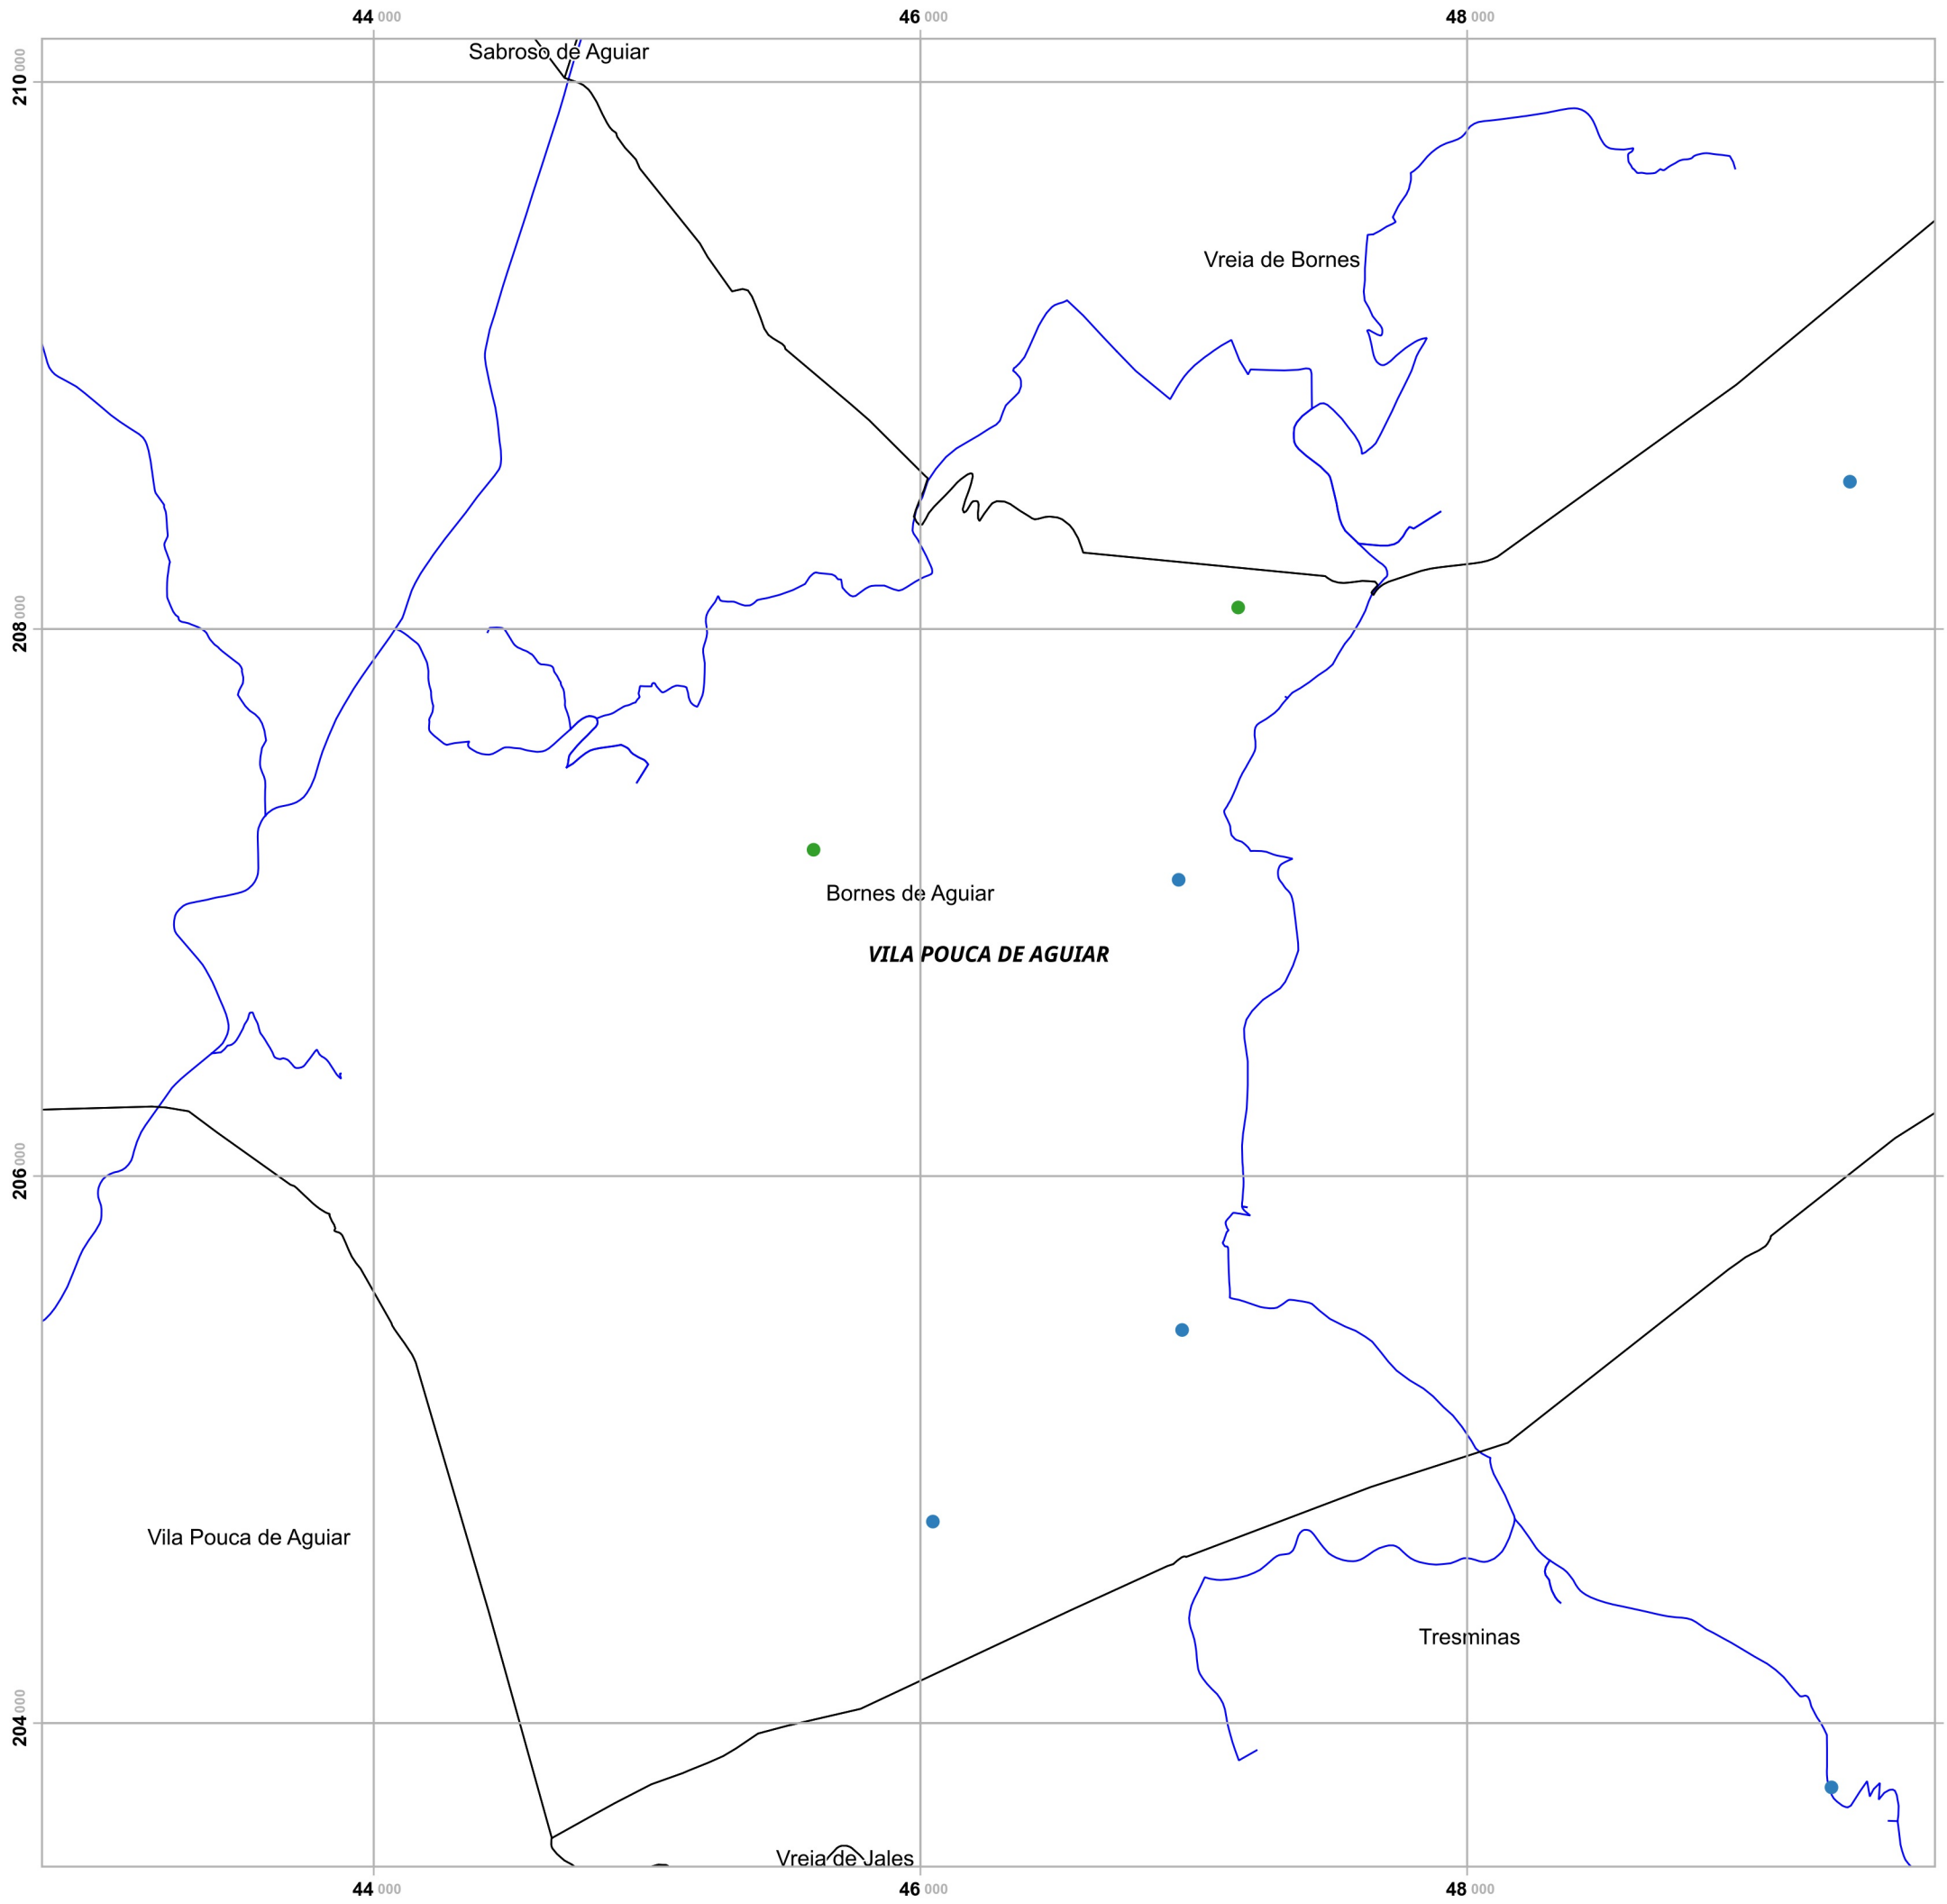 44 000 46 000 48 000
Sabroso de Aguiar
210 000
Vreia de Bornes
208 000
Bornes de Aguiar
VILA POUCA DE AGUIAR
206 000
Vila Pouca de Aguiar
Tresminas
204 000
Vreia de Jales
44 000 46 000 48 000